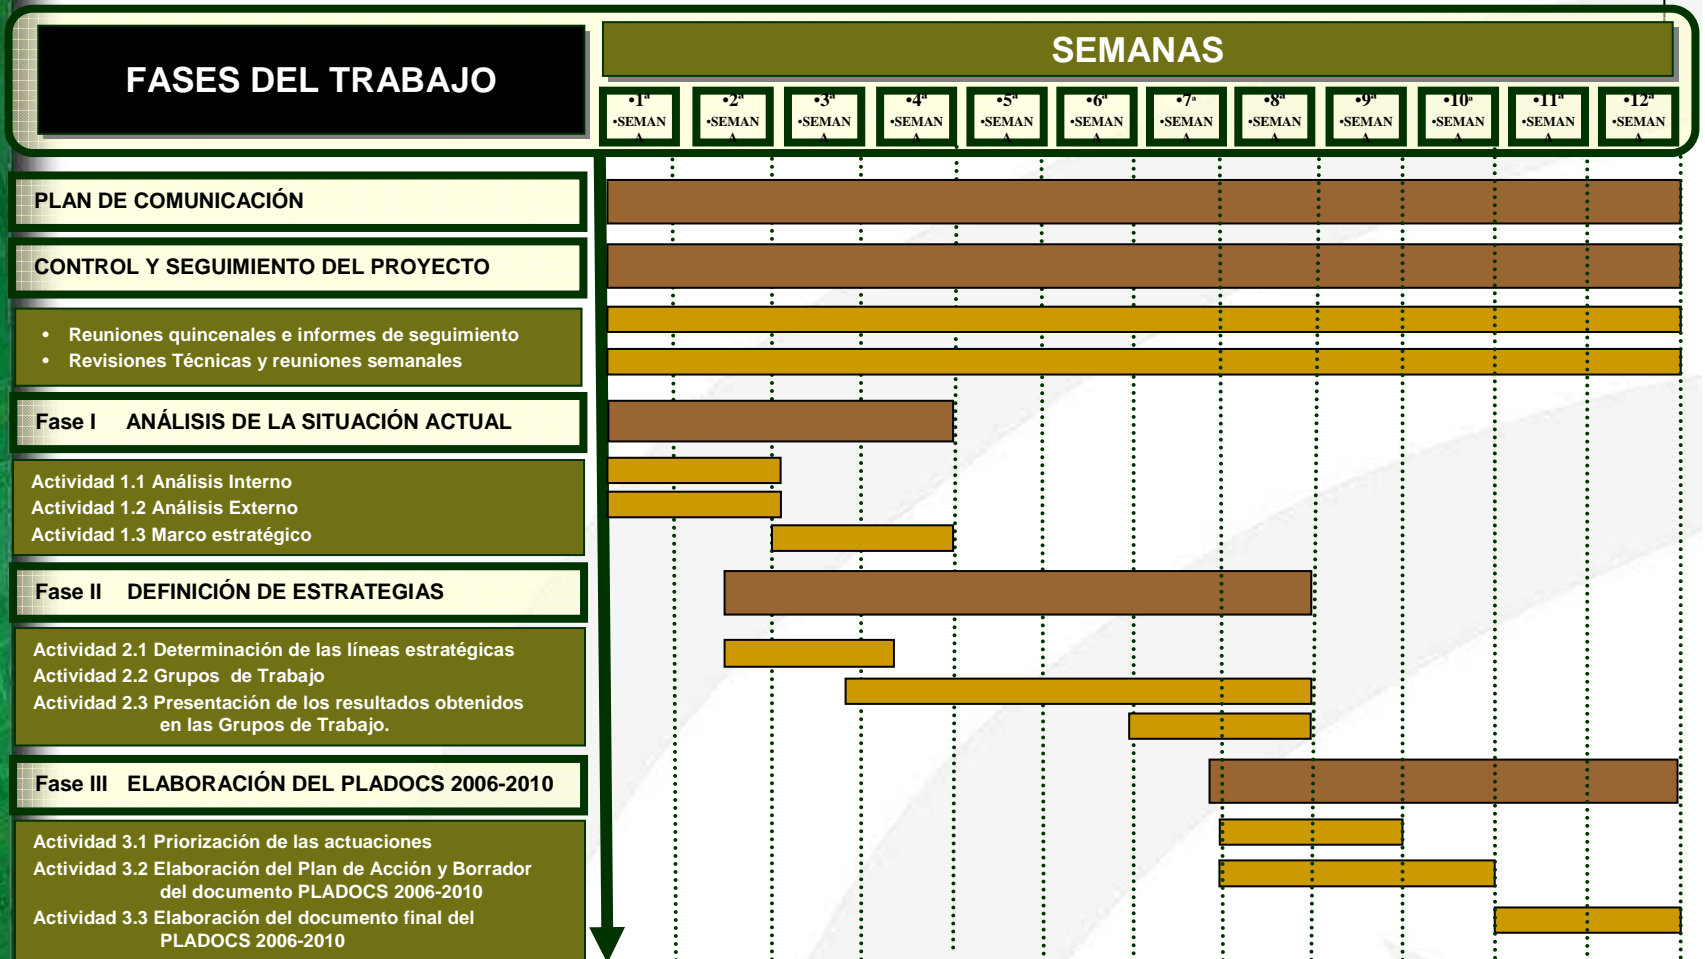 FASES DEL TRABAJO
SEMANAS
•1ª
•SEMAN
A
•2ª
•SEMAN
A
•3ª
•SEMAN
A
•4ª
•SEMAN
A
•5ª
•SEMAN
A
•6ª
•SEMAN
A
•7ª
•SEMAN
A
•8ª
•SEMAN
A
•9ª
•SEMAN
A
•10ª
•SEMAN
A
•11ª
•SEMAN
A
•12ª
•SEMAN
A
PLAN DE COMUNICACIÓN
CONTROL Y SEGUIMIENTO DEL PROYECTO
• Reuniones quincenales e informes de seguimiento
• Revisiones Técnicas y reuniones semanales
Fase I ANÁLISIS DE LA SITUACIÓN ACTUAL
Actividad 1.1 Análisis Interno
Actividad 1.2 Análisis Externo
Actividad 1.3 Marco estratégico
Fase II DEFINICIÓN DE ESTRATEGIAS
Actividad 2.1 Determinación de las líneas estratégicas
Actividad 2.2 Grupos de Trabajo
Actividad 2.3 Presentación de los resultados obtenidos
en las Grupos de Trabajo.
Fase III ELABORACIÓN DEL PLADOCS 2006-2010
Actividad 3.1 Priorización de las actuaciones
Actividad 3.2 Elaboración del Plan de Acción y Borrador
del documento PLADOCS 2006-2010
Actividad 3.3 Elaboración del documento final del
PLADOCS 2006-2010